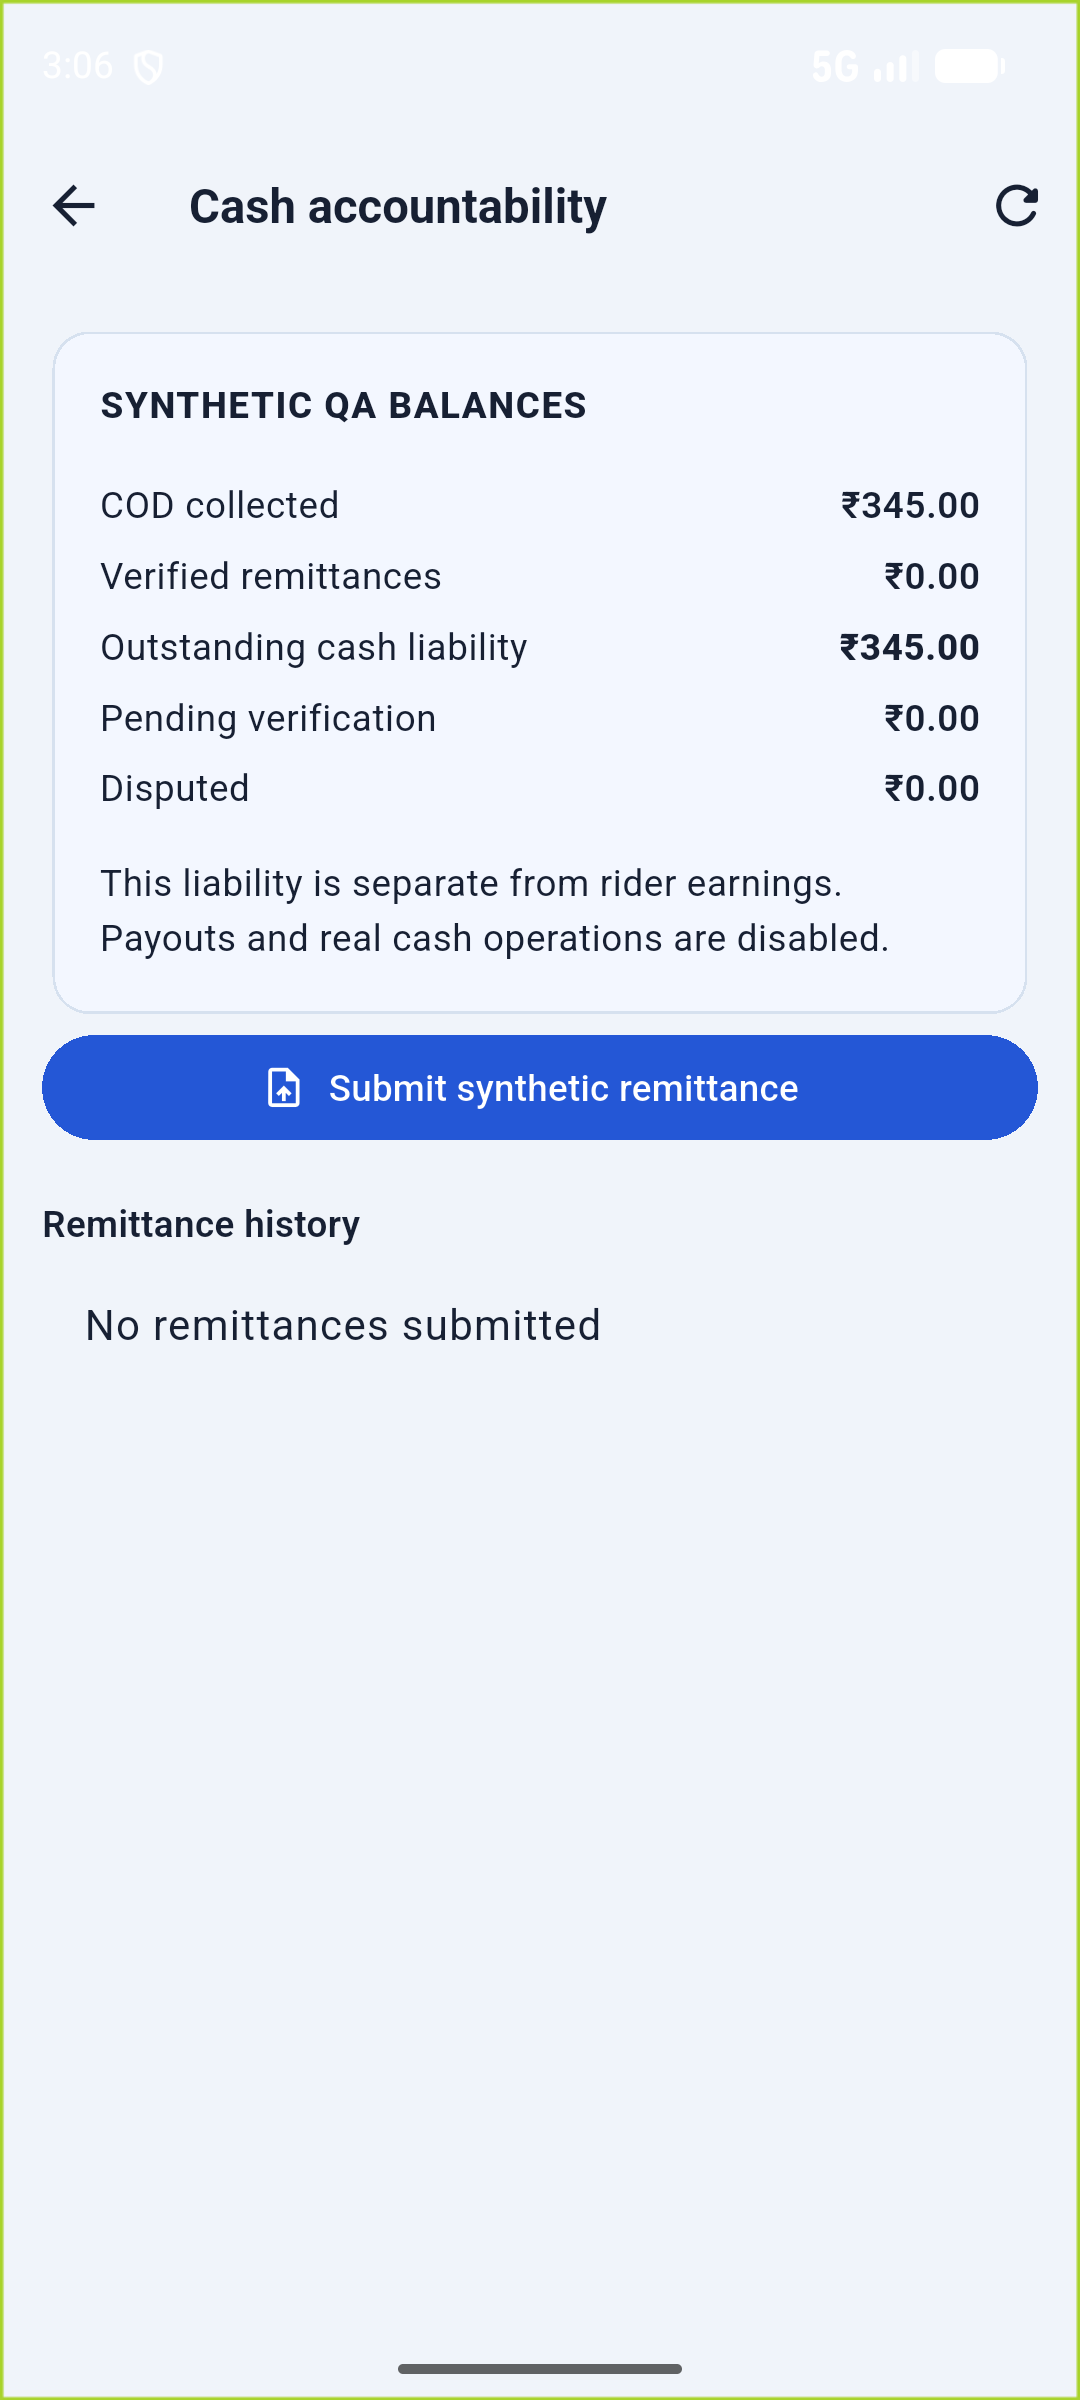 3:06 5G
Cash accountability
SYNTHETIC QA BALANCES
COD collected ₹345.00
Verified remittances ₹0.00
Outstanding cash liability ₹345.00
Pending verification ₹0.00
Disputed ₹0.00
This liability is separate from rider earnings.
Payouts and real cash operations are disabled.
Submit synthetic remittance
Remittance history
No remittances submitted